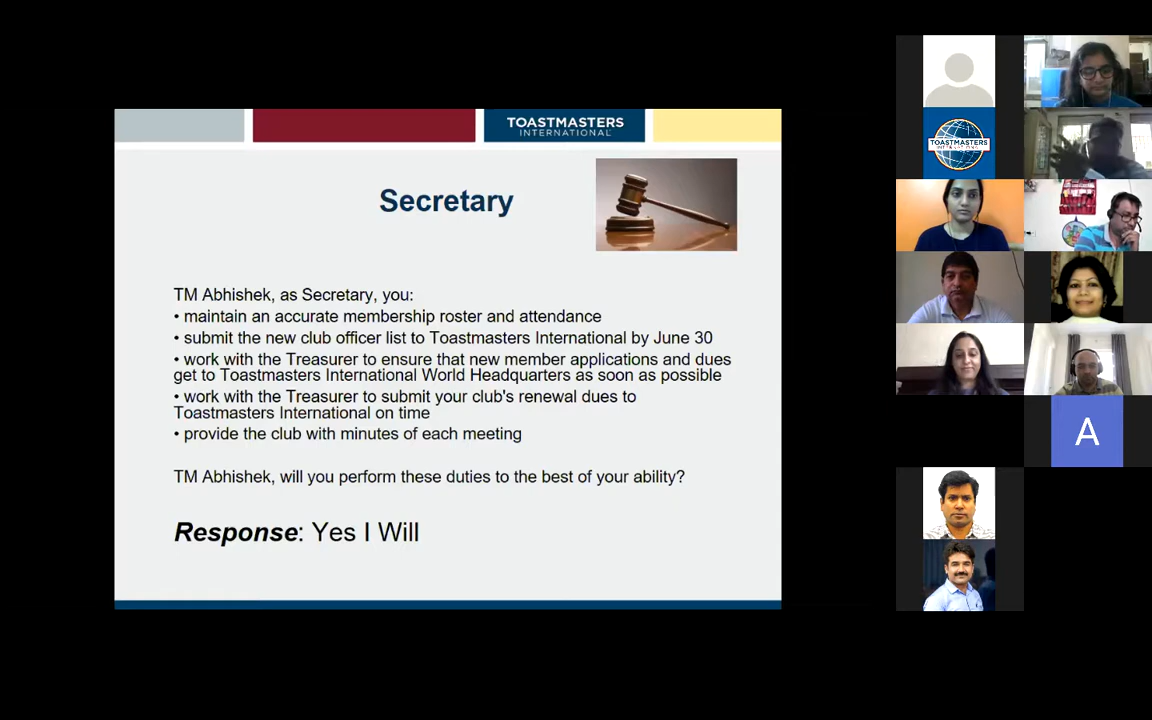 TOASTMASTERS
INTERNATIONAL
Secretary
TM Abhishek, as Secretary, you:
• maintain an accurate membership roster and attendance
• submit the new club officer list to Toastmasters International by June 30
• work with the Treasurer to ensure that new member applications and dues
get to Toastmasters International World Headquarters as soon as possible
• work with the Treasurer to submit your club's renewal dues to
Toastmasters International on time
• provide the club with minutes of each meeting
TM Abhishek, will you perform these duties to the best of your ability?
Response: Yes I Will
TOASTMASTERS
INTERNATIONAL
A